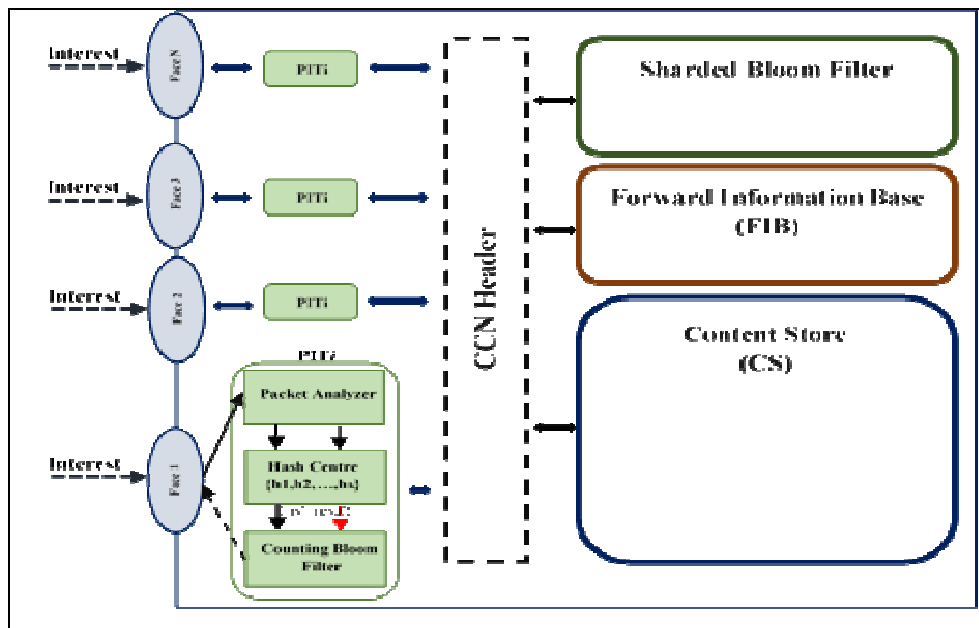 Interest
Face N
PITi
Sharded Bloom Filter
Interest
Face 3
PITi
Forward Information Base
(FIB)
Interest
Face 2
PITi
CCN Header
Content Store
(CS)
PITi
Packet Analyzer
Interest
Face 1
Hash Centre
(h1,h2,…,hs)
Counting Bloom
Filter